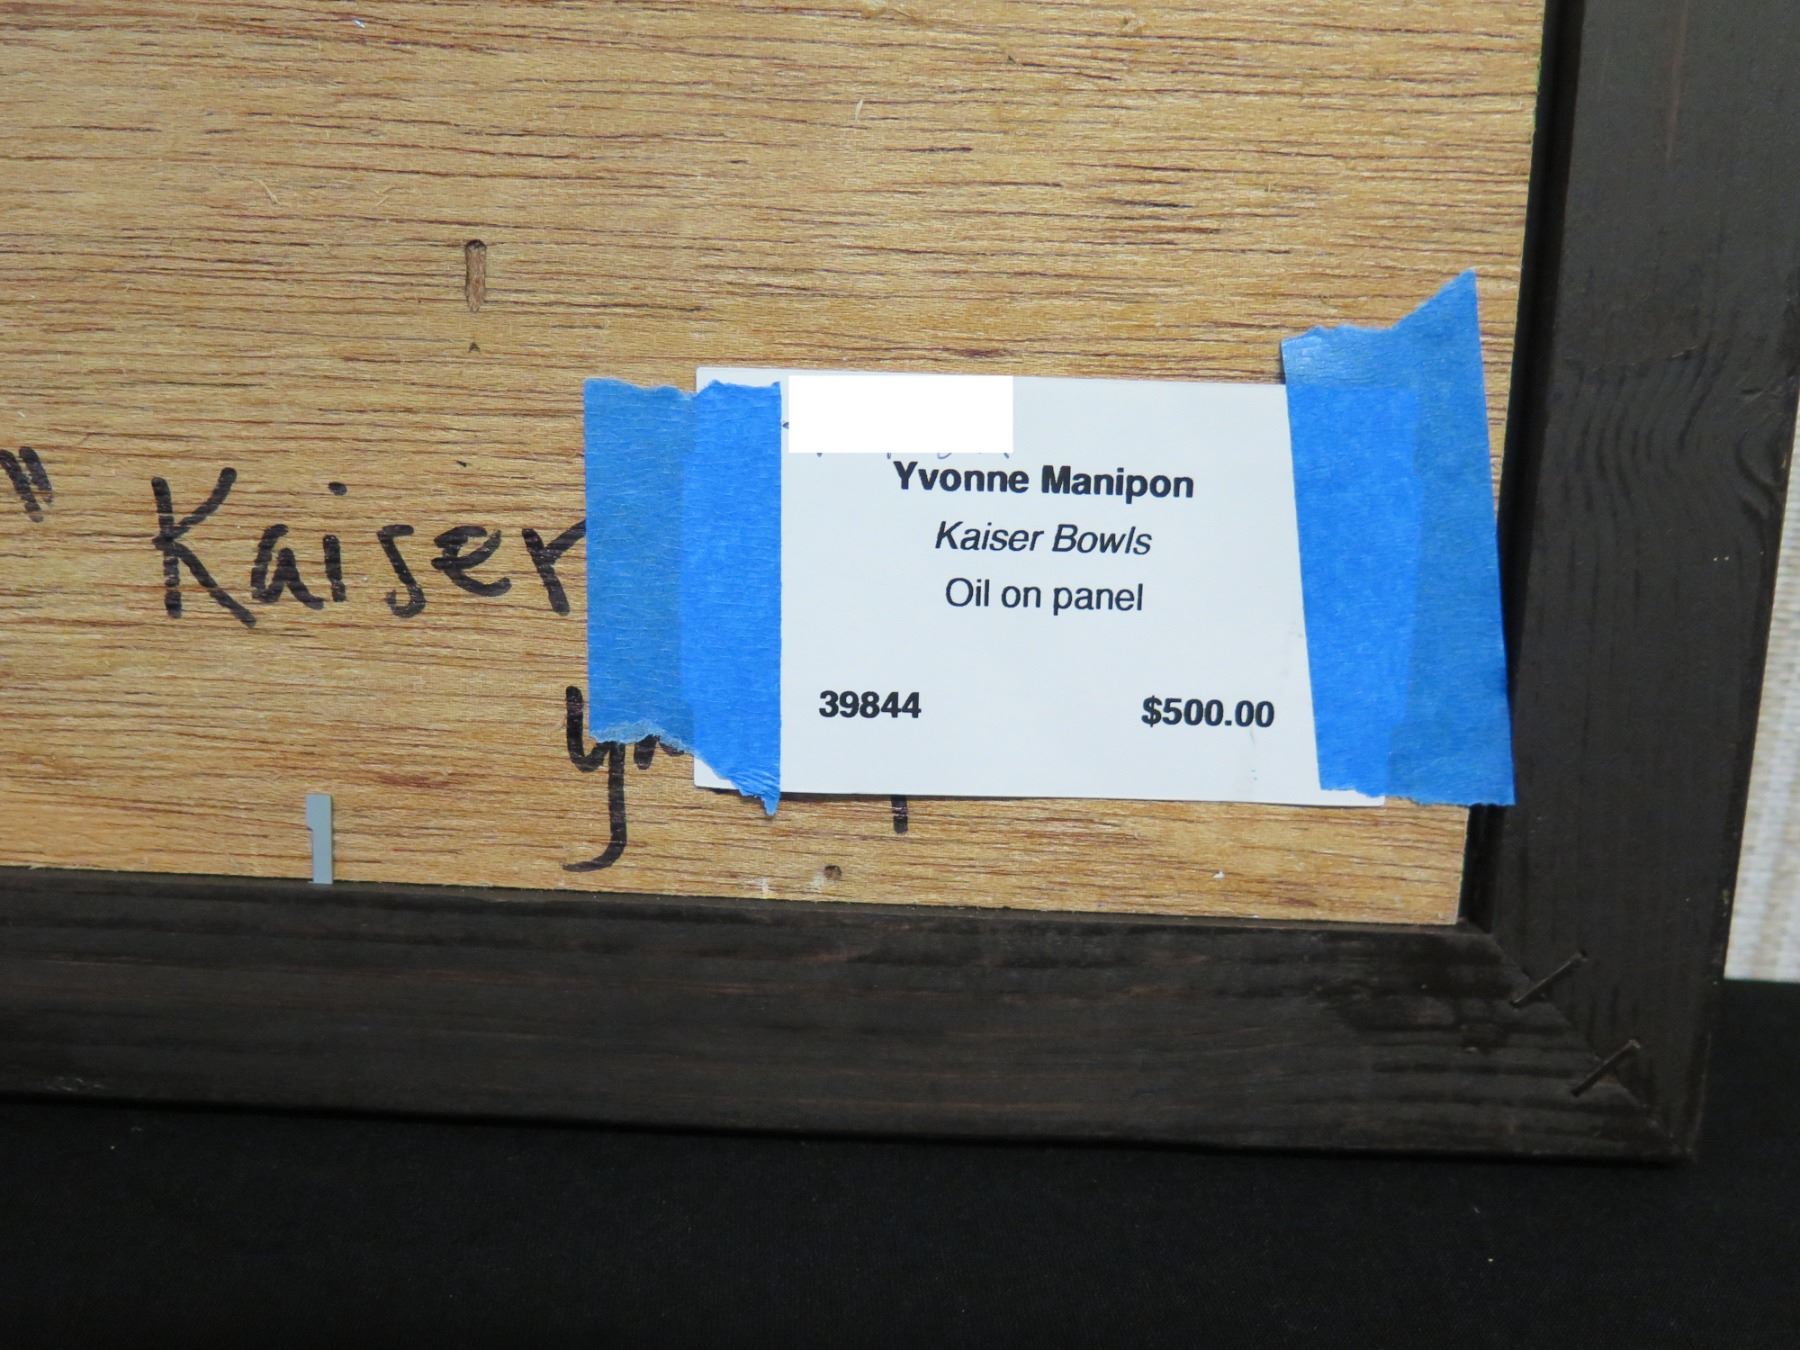 " Kaiser
Yvonne Manipon
Kaiser Bowls
Oil on panel
39844 $500.00